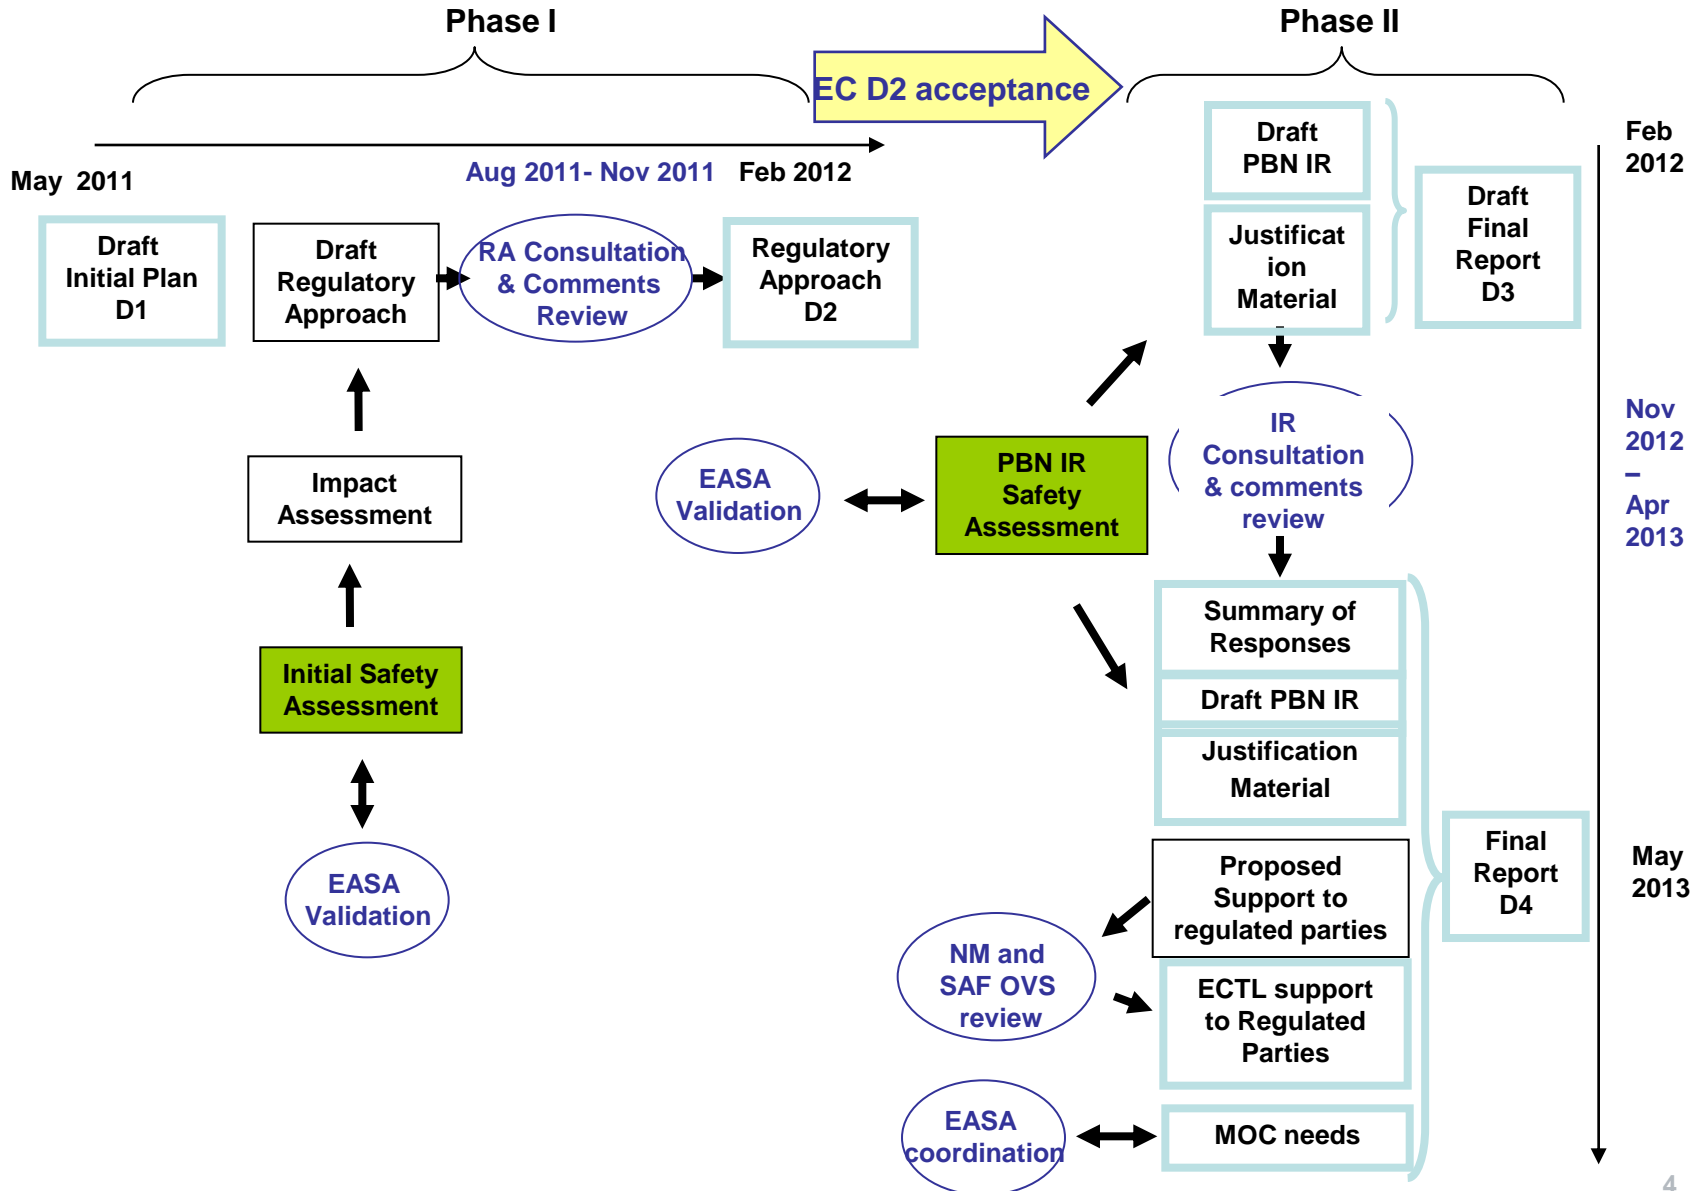 Phase I
Phase II
EC D2 acceptance
May 2011
Aug 2011- Nov 2011
Feb 2012
Draft
Initial Plan
D1
Draft
Regulatory
Approach
RA Consultation
& Comments
Review
Regulatory
Approach
D2
Impact
Assessment
Initial Safety
Assessment
EASA
Validation
Draft
PBN IR
Justificat
ion
Material
Draft
Final
Report
D3
Feb
2012
EASA
Validation
PBN IR
Safety
Assessment
IR
Consultation
& comments
review
Nov
2012
–
Apr
2013
Summary of
Responses
Draft PBN IR
Justification
Material
Proposed
Support to
regulated parties
NM and
SAF OVS
review
ECTL support
to Regulated
Parties
EASA
coordination
MOC needs
Final
Report
D4
May
2013
4